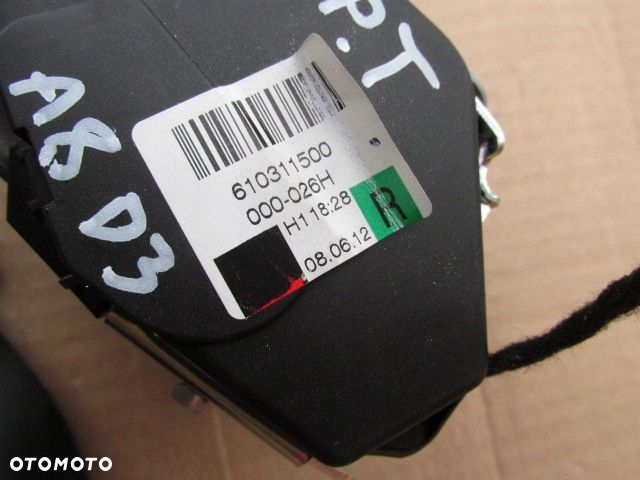 P.T
A8 D3
610311500
000-026H
H1 18:28
R
08.06.12
OTOMOTO